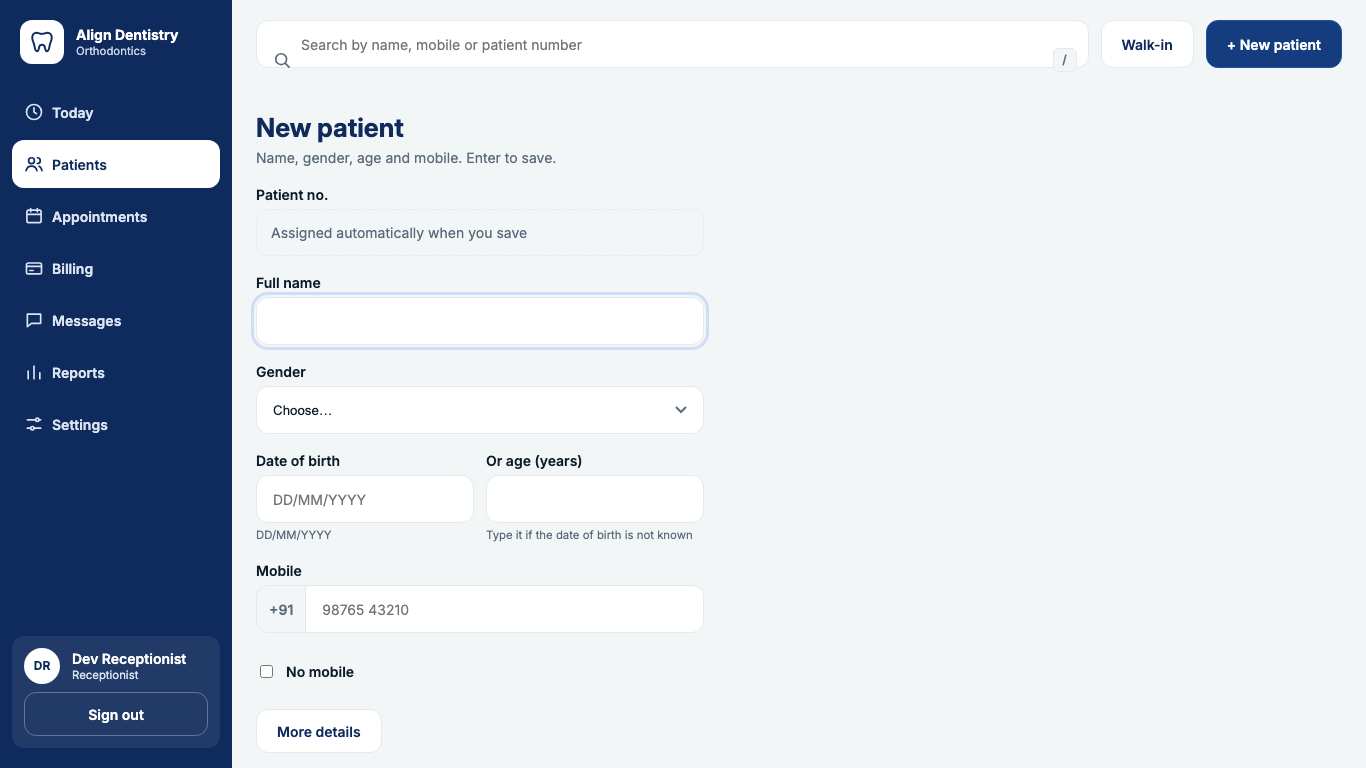 Align Dentistry
Orthodontics
Today
Patients
Appointments
Billing
Messages
Reports
Settings
DR
Dev Receptionist
Receptionist
Sign out
Search by name, mobile or patient number
/
Walk-in
+ New patient
New patient
Name, gender, age and mobile. Enter to save.
Patient no.
Assigned automatically when you save
Full name
Gender
Choose...
Date of birth
Or age (years)
DD/MM/YYYY
DD/MM/YYYY
Type it if the date of birth is not known
Mobile
+91
98765 43210
No mobile
More details